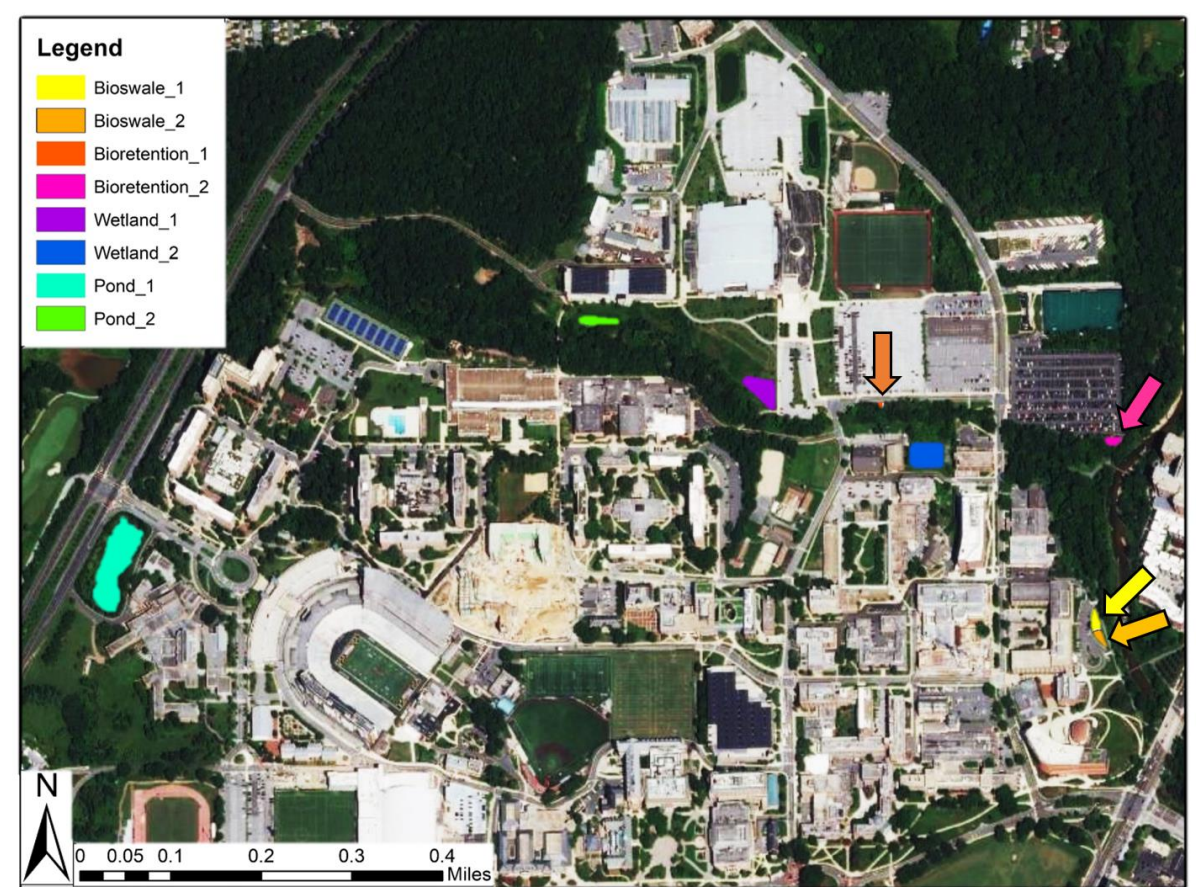 Legend
Bioswale_1
Bioswale_2
Bioretention_1
Bioretention_2
Wetland_1
Wetland_2
Pond_1
Pond_2
N
0 0.05 0.1 0.2 0.3 0.4
Miles